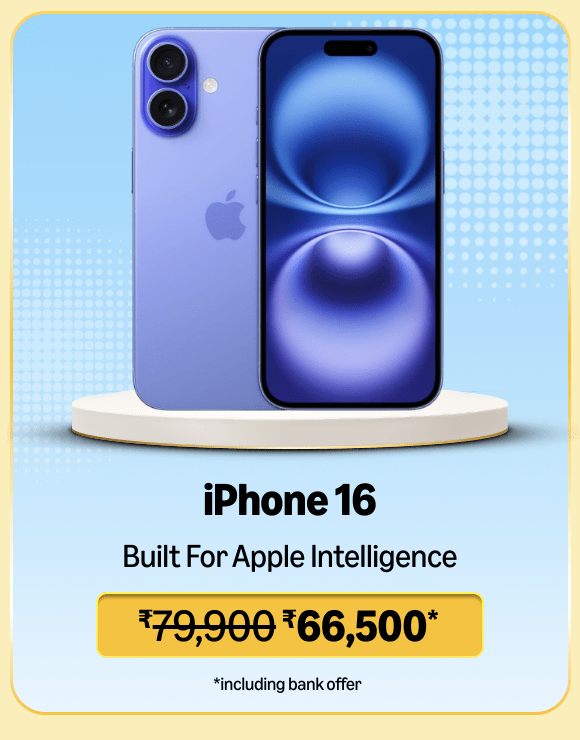 iPhone 16
Built For Apple Intelligence
₹79,900 ₹66,500*
*including bank offer